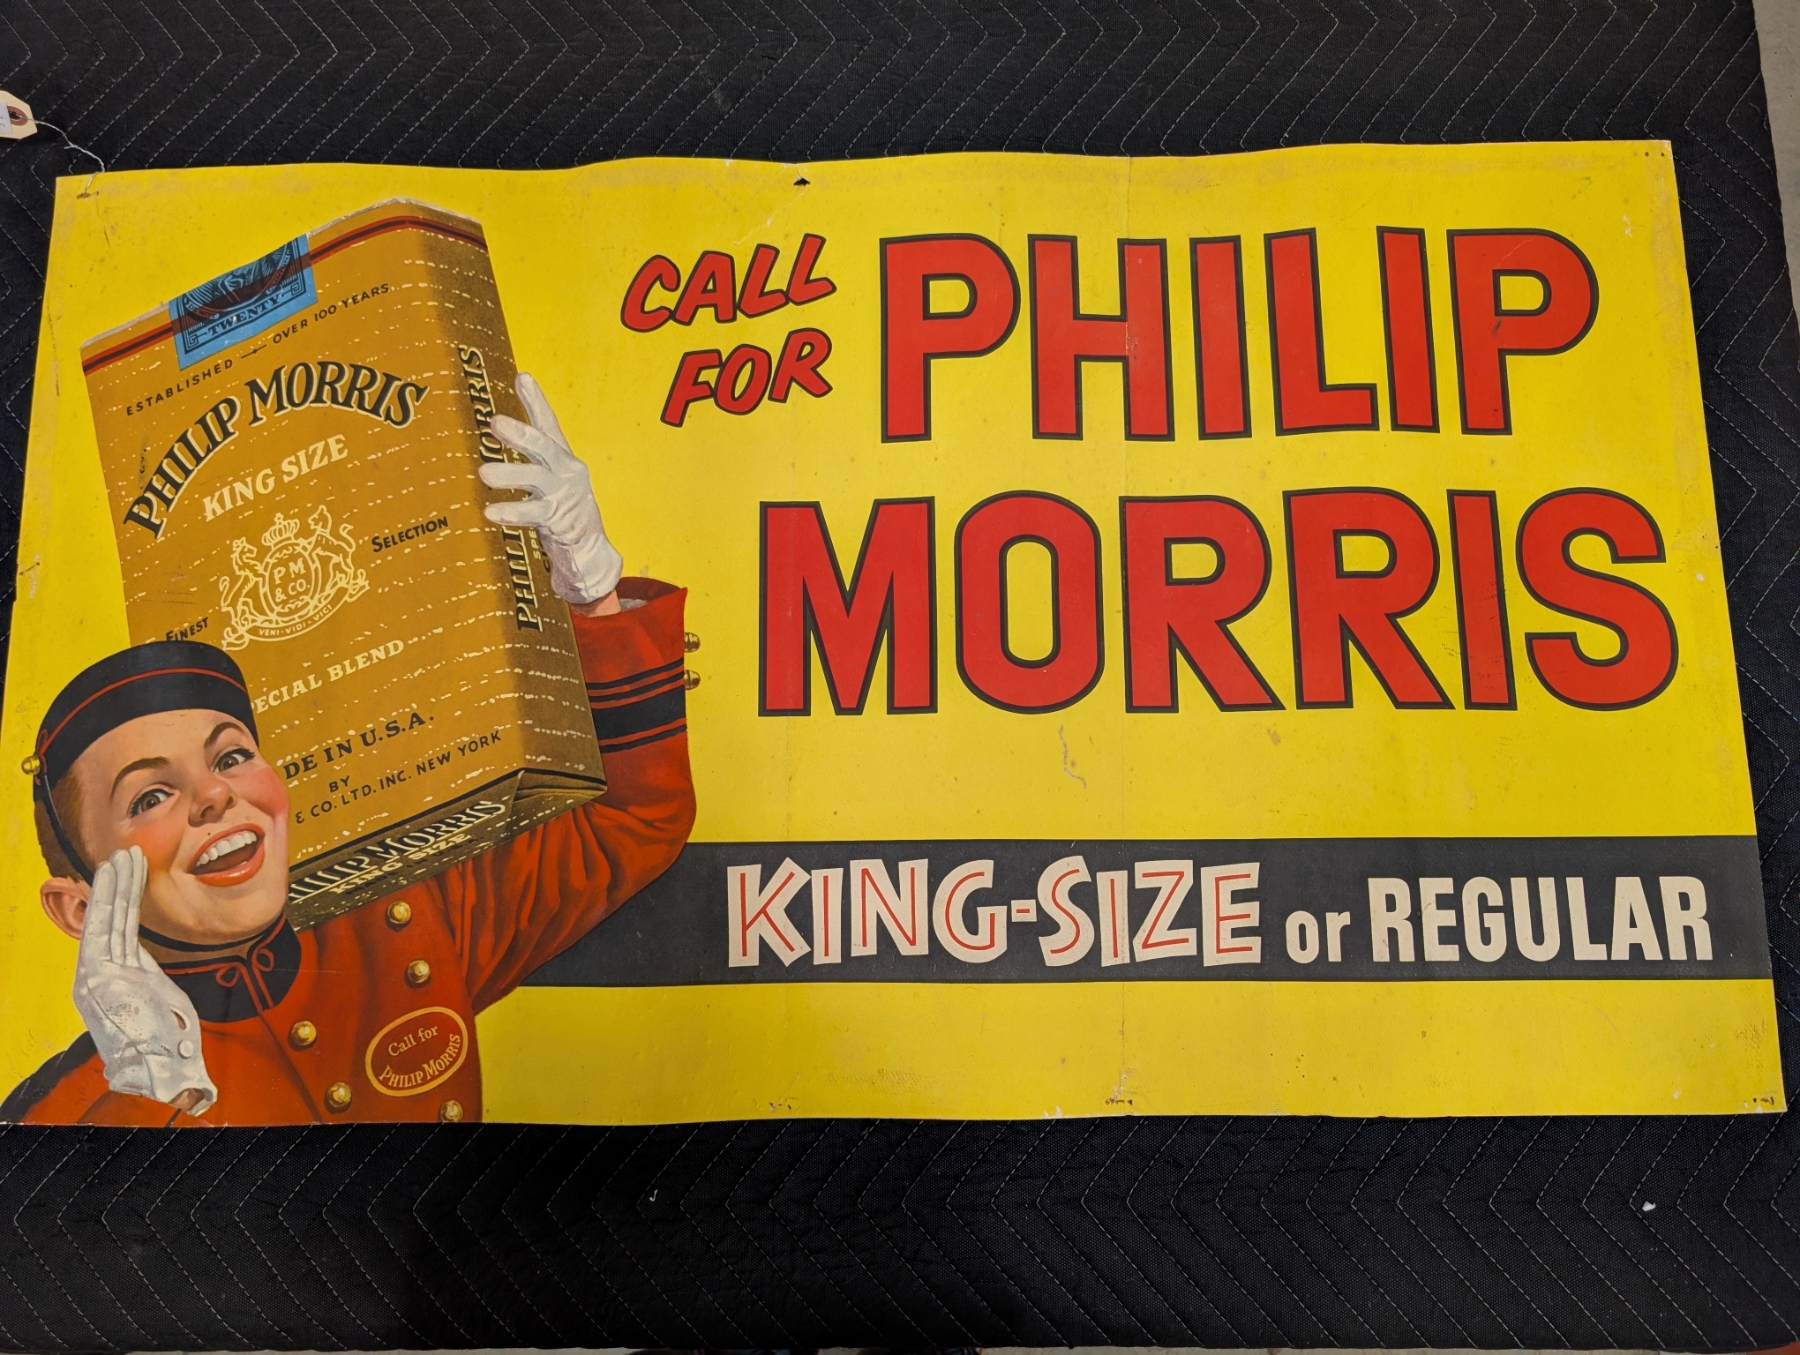 CALL
FOR
PHILIP
MORRIS
KING-SIZE or REGULAR
TWENTY
ESTABLISHED OVER 100 YEARS
PHILIP MORRIS
KING SIZE
PM
& CO
VENI·VIDI·VICI
FINEST SELECTION
ECIAL BLEND
DE IN U.S.A.
BY
& CO. LTD. INC. NEW YORK
PHILIP MORRIS
KING SIZE
PHILI ORRIS
Call for
PHILIP MORRIS